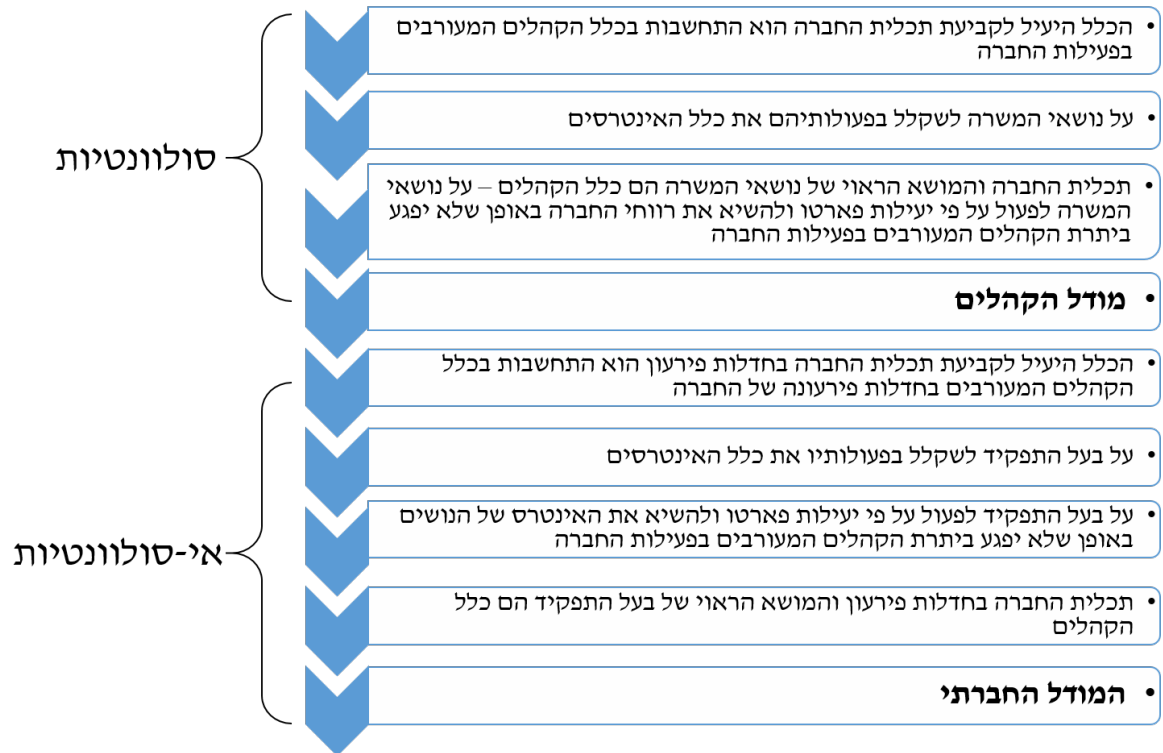 • הכלל היעיל לקביעת תכלית החברה הוא התחשבות בכלל הקהלים המעורבים
בפעילות החברה
• על נושאי המשרה לשקלל בפעולותיהם את כלל האינטרסים
סולוונטיות
• תכלית החברה והמושא הראוי של נושאי המשרה הם כלל הקהלים – על נושאי
המשרה לפעול על פי יעילות פארטו ולהשיא את רווחי החברה באופן שלא יפגע
ביתרת הקהלים המעורבים בפעילות החברה
• מודל הקהלים
• הכלל היעיל לקביעת תכלית החברה בחדלות פירעון הוא התחשבות בכלל
הקהלים המעורבים בחדלות פירעונה של החברה
• על בעל התפקיד לשקלל בפעולותיו את כלל האינטרסים
• על בעל התפקיד לפעול על פי יעילות פארטו ולהשיא את האינטרס של הנושים
באופן שלא יפגע ביתרת הקהלים המעורבים בפעילות החברה
אי-סולוונטיות
• תכלית החברה בחדלות פירעון והמושא הראוי של בעל התפקיד הם כלל
הקהלים
• המודל החברתי